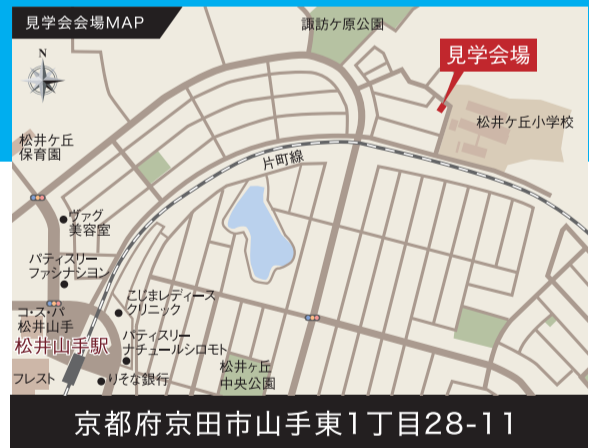 見学会会場MAP
諏訪ケ原公園
N
見学会場
松井ケ丘小学校
松井ケ丘
保育園
片町線
ヴァグ
美容室
パティスリー
ファシナシヨン
こじまレディース
クリニック
コ・ス・パ
松井山手
パティスリー
ナチュールシロモト
松井山手駅
松井ヶ丘
中央公園
フレスト
りそな銀行
京都府京田市山手東1丁目28-11